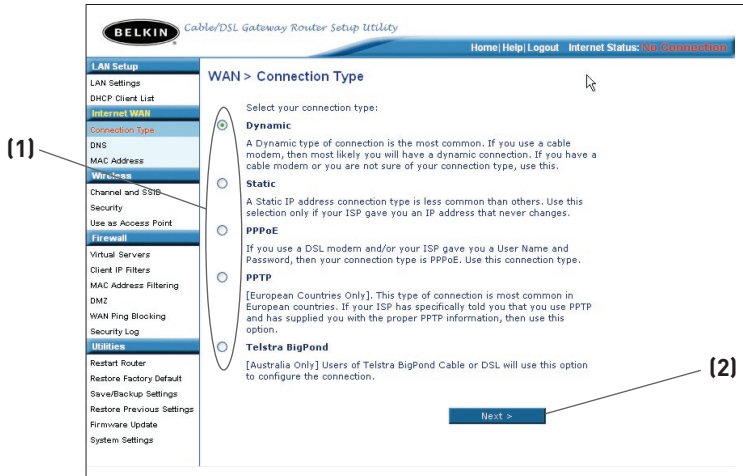 BELKIN Cable/DSL Gateway Router Setup Utility
Home| Help| Logout Internet Status: No Connection
LAN Setup
LAN Settings
DHCP Client List
Internet WAN
Connection Type
DNS
MAC Address
Wireless
Channel and SSID
Security
Use as Access Point
Firewall
Virtual Servers
Client IP Filters
MAC Address Filtering
DMZ
WAN Ping Blocking
Security Log
Utilities
Restart Router
Restore Factory Default
Save/Backup Settings
Restore Previous Settings
Firmware Update
System Settings
(1)
WAN > Connection Type
Select your connection type:
Dynamic
A Dynamic type of connection is the most common. If you use a cable
modem, then most likely you will have a dynamic connection. If you have a
cable modem or you are not sure of your connection type, use this.
Static
A Static IP address connection type is less common than others. Use this
selection only if your ISP gave you an IP address that never changes.
PPPoE
If you use a DSL modem and/or your ISP gave you a User Name and
Password, then your connection type is PPPoE. Use this connection type.
PPTP
[European Countries Only]. This type of connection is most common in
European countries. If your ISP has specifically told you that you use PPTP
and has supplied you with the proper PPTP information, then use this
option.
Telstra BigPond
[Australia Only] Users of Telstra BigPond Cable or DSL will use this option
to configure the connection.
Next >
(2)